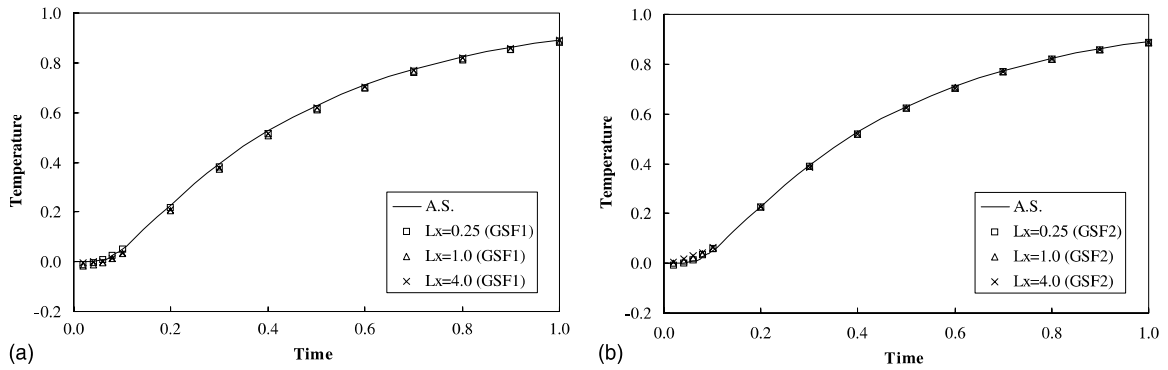 1.0
0.8
0.6
0.4
0.2
0.0
-0.2
Temperature
0.0 0.2 0.4 0.6 0.8 1.0
Time
A.S.
Lx=0.25 (GSF1)
Lx=1.0 (GSF1)
Lx=4.0 (GSF1)
(a)
1.0
0.8
0.6
0.4
0.2
0.0
-0.2
Temperature
0.0 0.2 0.4 0.6 0.8 1.0
Time
A.S.
Lx=0.25 (GSF2)
Lx=1.0 (GSF2)
Lx=4.0 (GSF2)
(b)